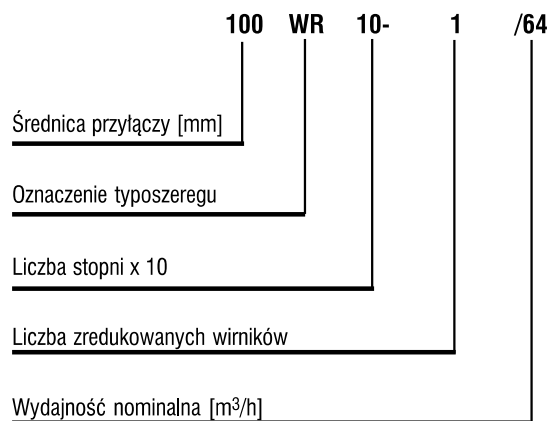 100 WR 10- 1 /64
Średnica przyłączy [mm]
Oznaczenie typoszeregu
Liczba stopni x 10
Liczba zredukowanych wirników
Wydajność nominalna [m³/h]